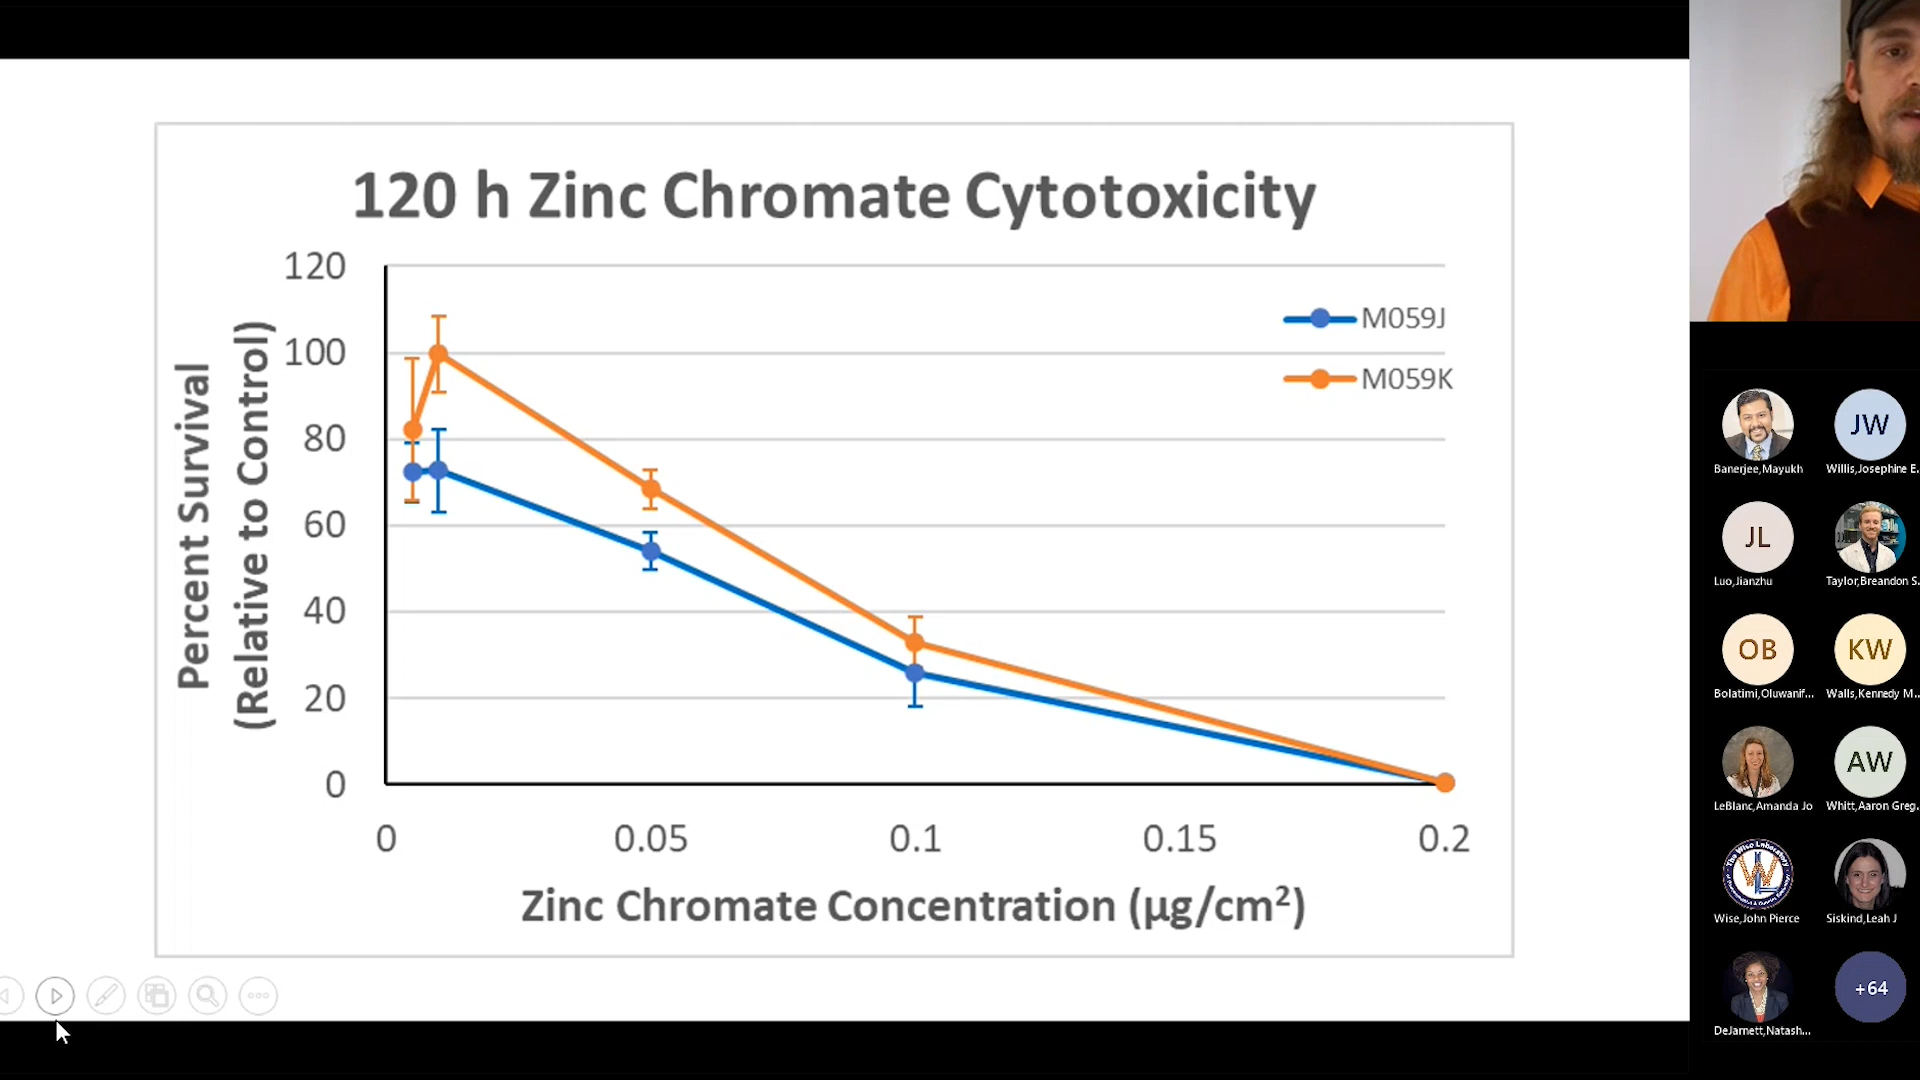 120 h Zinc Chromate Cytotoxicity
Percent Survival
(Relative to Control)
120
100
80
60
40
20
0
M059J
M059K
0 0.05 0.1 0.15 0.2
Zinc Chromate Concentration (µg/cm²)
JW
Banerjee,Mayukh Willis,Josephine E.
JL
Luo,Jianzhu Taylor,Breandon S.
OB KW
Bolatimi,Oluwanif... Walls,Kennedy M...
AW
LeBlanc,Amanda Jo Whitt,Aaron Greg.
The Wise Laboratory
Wise,John Pierce Siskind,Leah J
+64
DeJarnett,Natash...